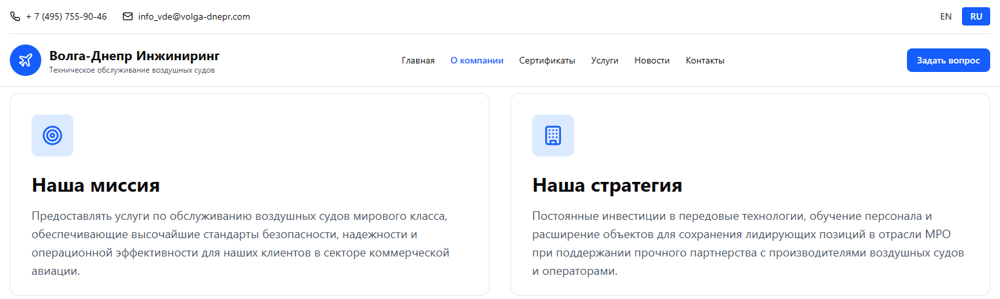 + 7 (495) 755-90-46 info_vde@volga-dnepr.com EN RU
Волга-Днепр Инжиниринг
Техническое обслуживание воздушных судов
Главная О компании Сертификаты Услуги Новости Контакты
Задать вопрос
Наша миссия
Предоставлять услуги по обслуживанию воздушных судов мирового класса,
обеспечивающие высочайшие стандарты безопасности, надежности и
операционной эффективности для наших клиентов в секторе коммерческой
авиации.
Наша стратегия
Постоянные инвестиции в передовые технологии, обучение персонала и
расширение объектов для сохранения лидирующих позиций в отрасли МРО
при поддержании прочного партнерства с производителями воздушных судов
и операторами.